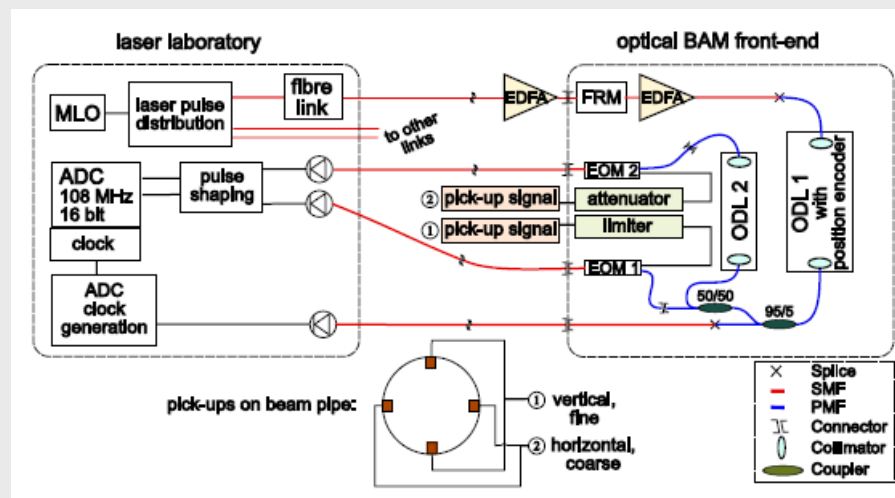 laser laboratory
optical BAM front-end
MLO
laser pulse
distribution
fibre
link
to other
links
EDFA
FRM
EDFA
ADC
108 MHz
16 bit
clock
pulse
shaping
ADC
clock
generation
EOM 2
② pick-up signal
attenuator
① pick-up signal
limiter
EOM 1
ODL 2
ODL 1
with
position encoder
50/50
95/5
pick-ups on beam pipe:
① vertical,
fine
② horizontal,
coarse
Splice
SMF
PMF
Connector
Collimator
Coupler